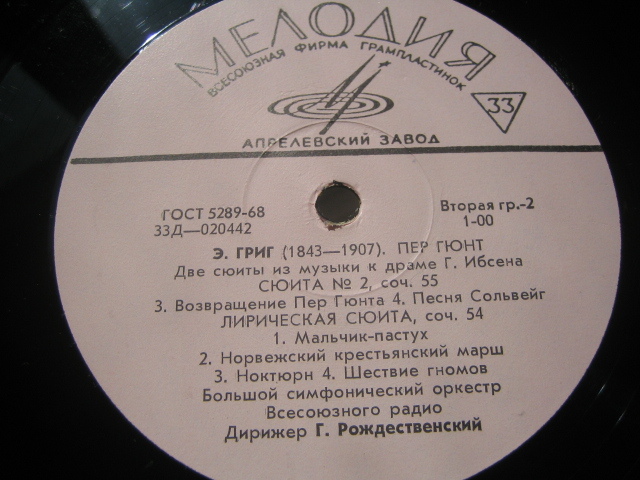 МЕЛОДИЯ
ВСЕСОЮЗНАЯ ФИРМА ГРАМПЛАСТИНОК
33
АПРЕЛЕВСКИЙ ЗАВОД
ГОСТ 5289-68
Вторая гр.-2
33Д—020442
1-00
Э. ГРИГ (1843—1907). ПЕР ГЮНТ
Две сюиты из музыки к драме Г. Ибсена
СЮИТА № 2, соч. 55
3. Возвращение Пер Гюнта 4. Песня Сольвейг
ЛИРИЧЕСКАЯ СЮИТА, соч. 54
1. Мальчик-пастух
2. Норвежский крестьянский марш
3. Ноктюрн 4. Шествие гномов
Большой симфонический оркестр
Всесоюзного радио
Дирижер Г. Рождественский